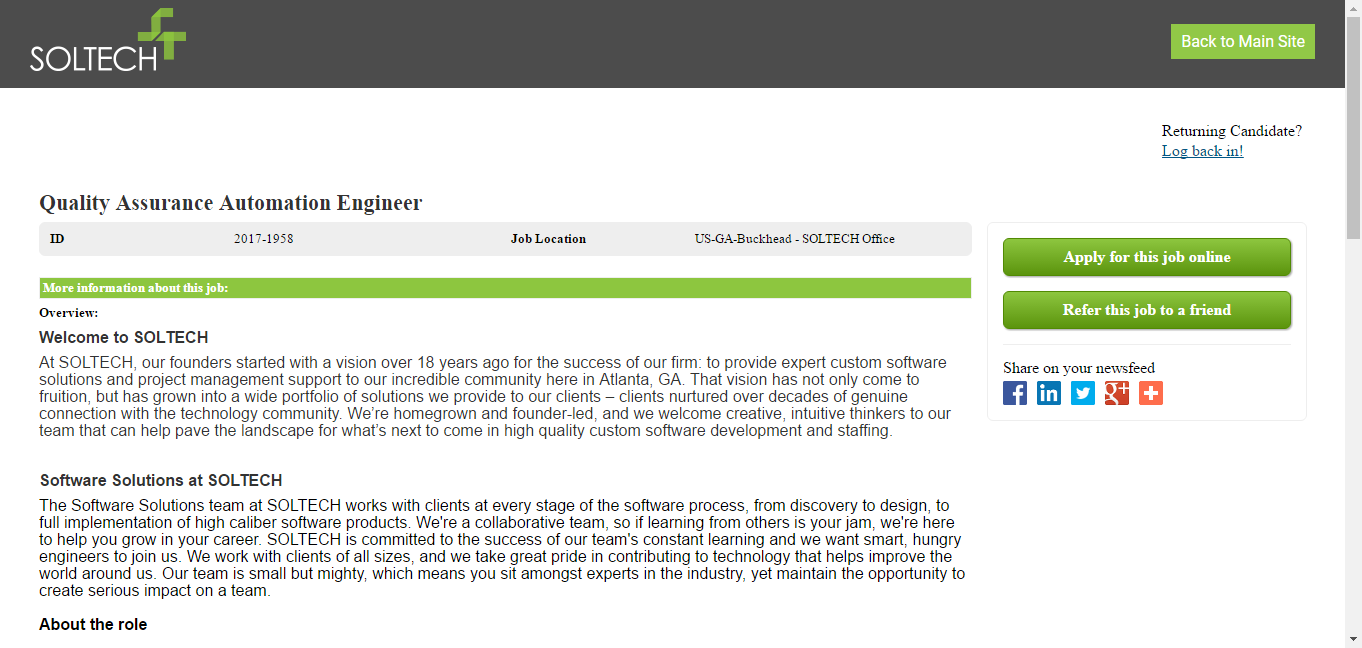 SOLTECH
Back to Main Site
Returning Candidate?
Log back in!
Quality Assurance Automation Engineer
ID 2017-1958 Job Location US-GA-Buckhead - SOLTECH Office
Apply for this job online
Refer this job to a friend
Share on your newsfeed
f in g+
More information about this job:
Overview:
Welcome to SOLTECH
At SOLTECH, our founders started with a vision over 18 years ago for the success of our firm: to provide expert custom software
solutions and project management support to our incredible community here in Atlanta, GA. That vision has not only come to
fruition, but has grown into a wide portfolio of solutions we provide to our clients – clients nurtured over decades of genuine
connection with the technology community. We’re homegrown and founder-led, and we welcome creative, intuitive thinkers to our
team that can help pave the landscape for what’s next to come in high quality custom software development and staffing.
Software Solutions at SOLTECH
The Software Solutions team at SOLTECH works with clients at every stage of the software process, from discovery to design, to
full implementation of high caliber software products. We're a collaborative team, so if learning from others is your jam, we're here
to help you grow in your career. SOLTECH is committed to the success of our team's constant learning and we want smart, hungry
engineers to join us. We work with clients of all sizes, and we take great pride in contributing to technology that helps improve the
world around us. Our team is small but mighty, which means you sit amongst experts in the industry, yet maintain the opportunity to
create serious impact on a team.
About the role